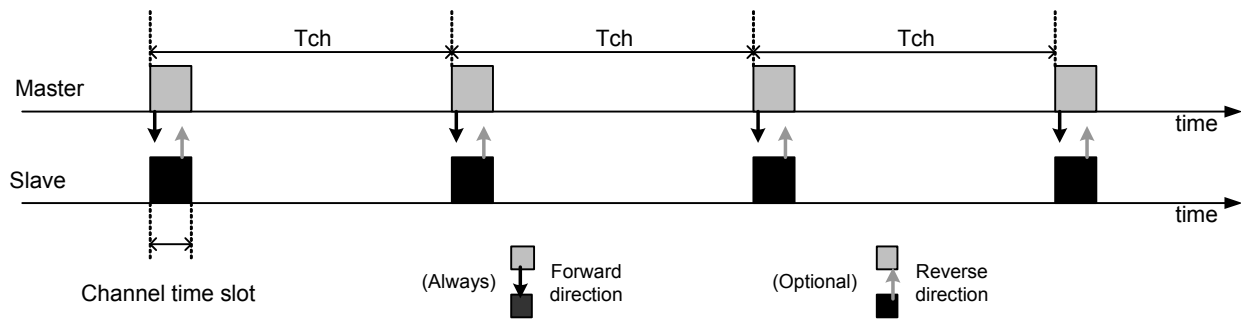 Tch
Tch
Tch
Master
time
Slave
time
Channel time slot
(Always)
Forward
direction
(Optional)
Reverse
direction